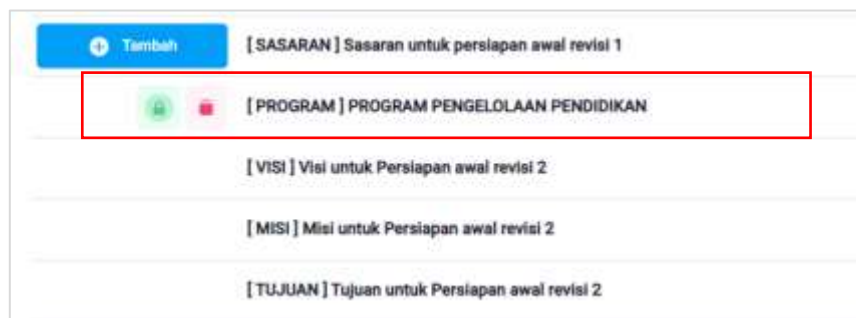 Tambah
[ SASARAN ] Sasaran untuk persiapan awal revisi 1
[ PROGRAM ] PROGRAM PENGELOLAAN PENDIDIKAN
[ VISI ] Visi untuk Persiapan awal revisi 2
[ MISI ] Misi untuk Persiapan awal revisi 2
[ TUJUAN ] Tujuan untuk Persiapan awal revisi 2